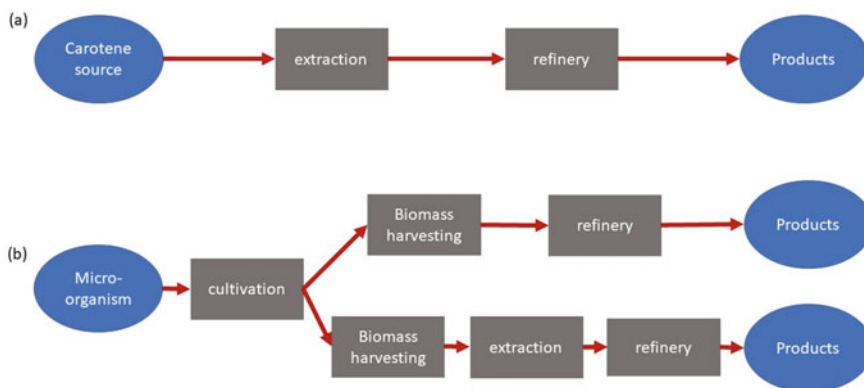 (a)
Carotene
source
extraction
refinery
Products
(b)
Micro-
organism
cultivation
Biomass
harvesting
refinery
Products
Biomass
harvesting
extraction
refinery
Products